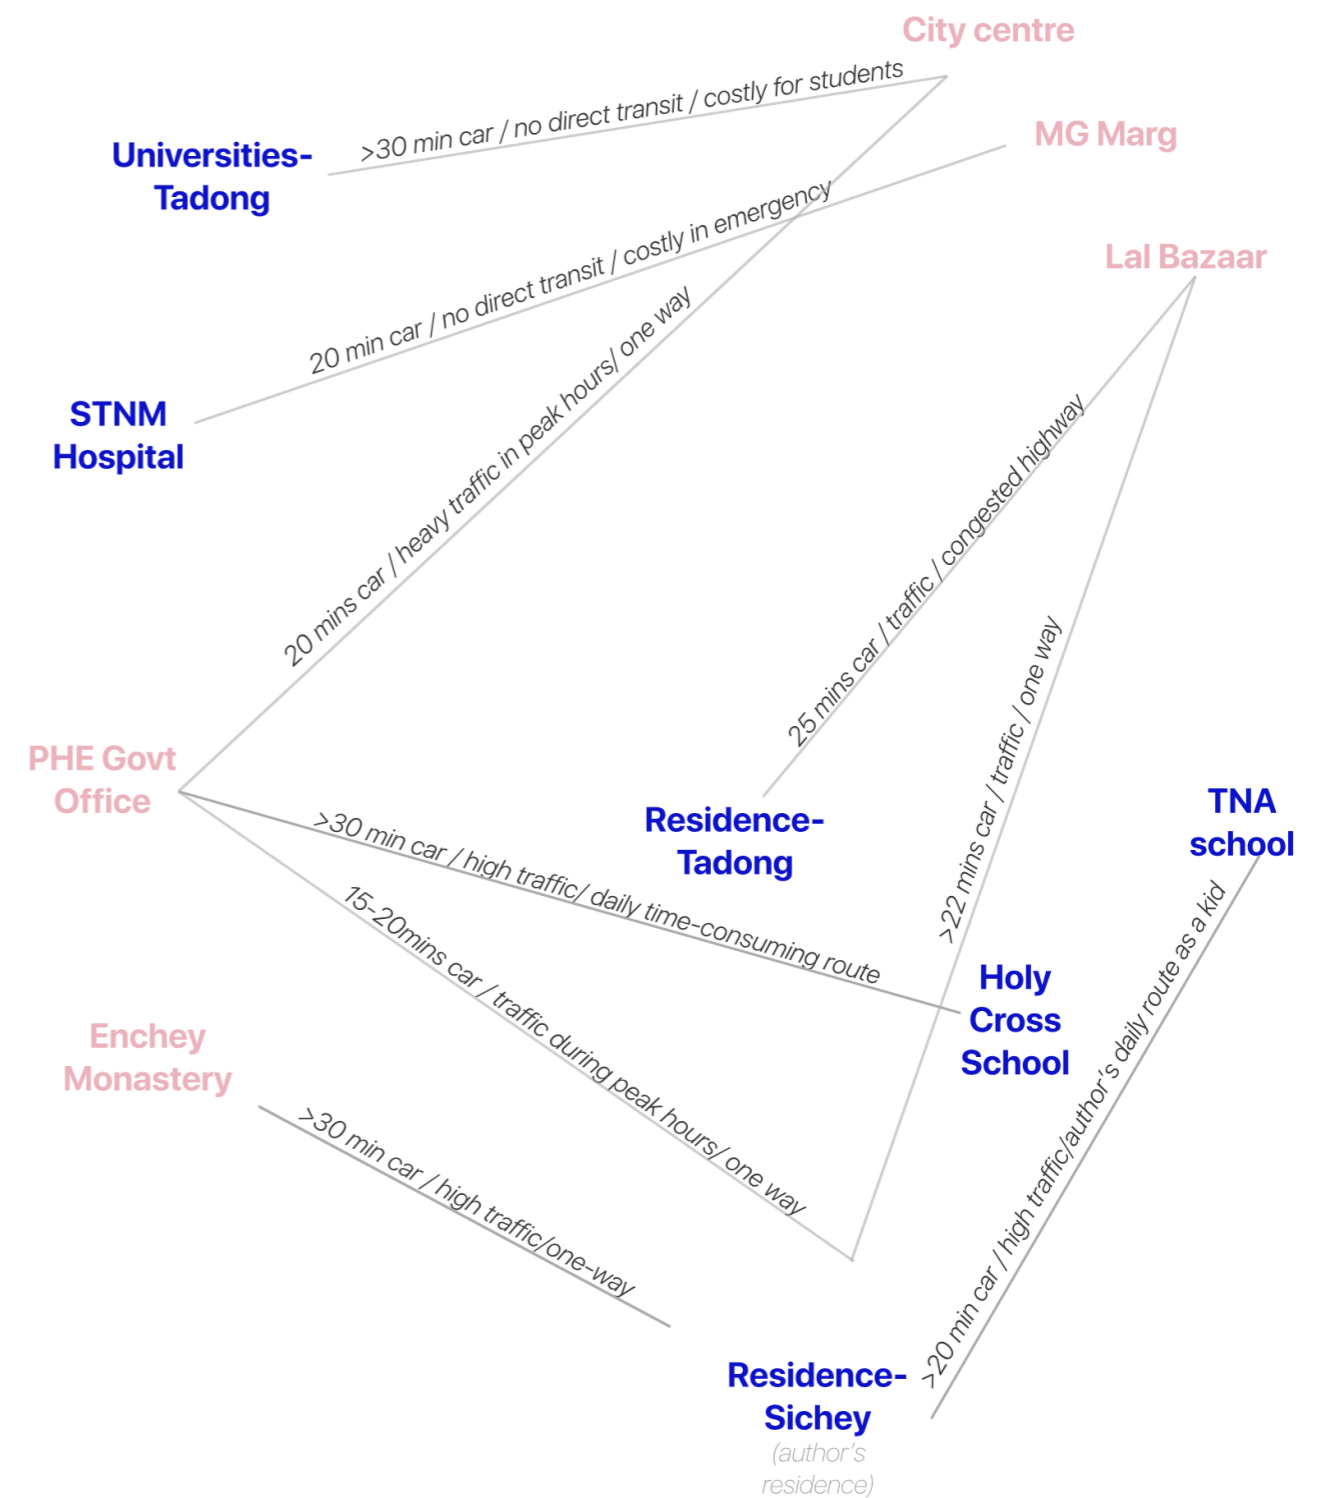 City centre
>30 min car / no direct transit / costly for students
MG Marg
Universities-
Tadong
20 min car / no direct transit / costly in emergency
Lal Bazaar
STNM
Hospital
20 mins car / heavy traffic in peak hours/ one way
25 mins car / traffic / congested highway
>22 mins car / traffic / one way
PHE Govt
Office
Residence-
Tadong
TNA
school
>30 min car / high traffic/ daily time-consuming route
15-20mins car / traffic during peak hours/ one way
Holy
Cross
School
>20 min car / high traffic/author’s daily route as a kid
Enchey
Monastery
>30 min car / high traffic/one-way
Residence-
Sichey
(author’s
residence)